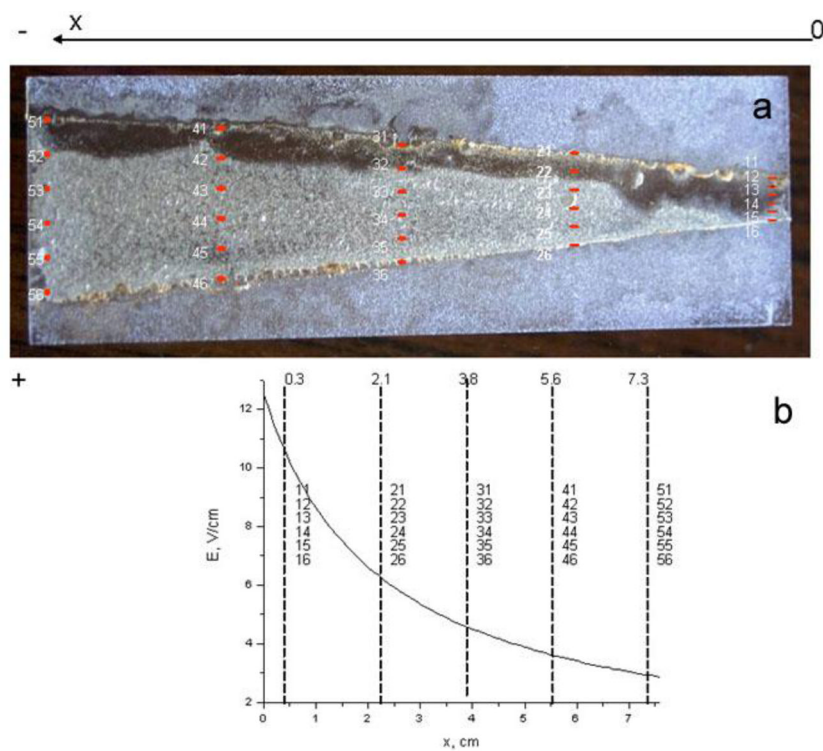 - x 0
a
51 41 31 21 11
52 42 32 22 12
53 43 33 23 13
54 44 34 24 14
55 45 35 25 15
56 46 36 26 16
+
0.3 2.1 3.8 5.6 7.3
b
12
10
8
6
4
2
E, V/cm
11 21 31 41 51
12 22 32 42 52
13 23 33 43 53
14 24 34 44 54
15 25 35 45 55
16 26 36 46 56
0 1 2 3 4 5 6 7
x, cm